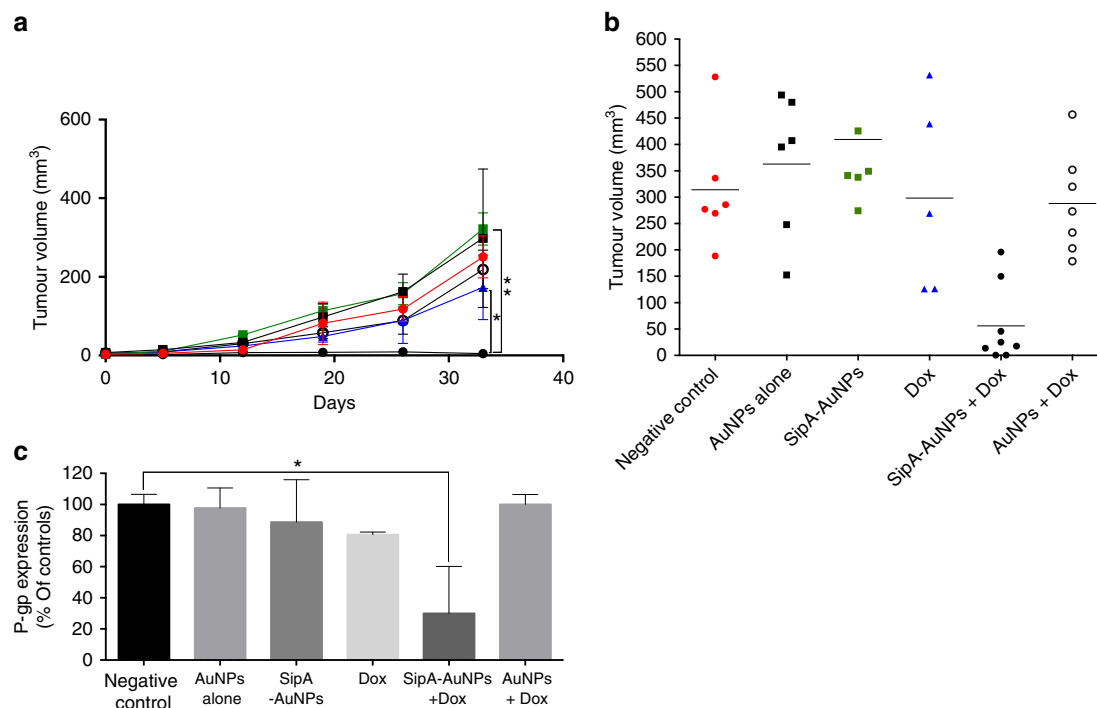 a
Tumour volume (mm³)
600
400
200
0
0 10 20 30 40
Days
*
*
*
b
Tumour volume (mm³)
600
550
500
450
400
350
300
250
200
150
100
50
0
Negative control
AuNPs alone
SipA-AuNPs
Dox
SipA-AuNPs + Dox
AuNPs + Dox
c
P-gp expression
(% Of controls)
120
100
80
60
40
20
0
*
Negative
control
AuNPs
alone
SipA
-AuNPs
Dox
SipA-AuNPs
+Dox
AuNPs
+ Dox